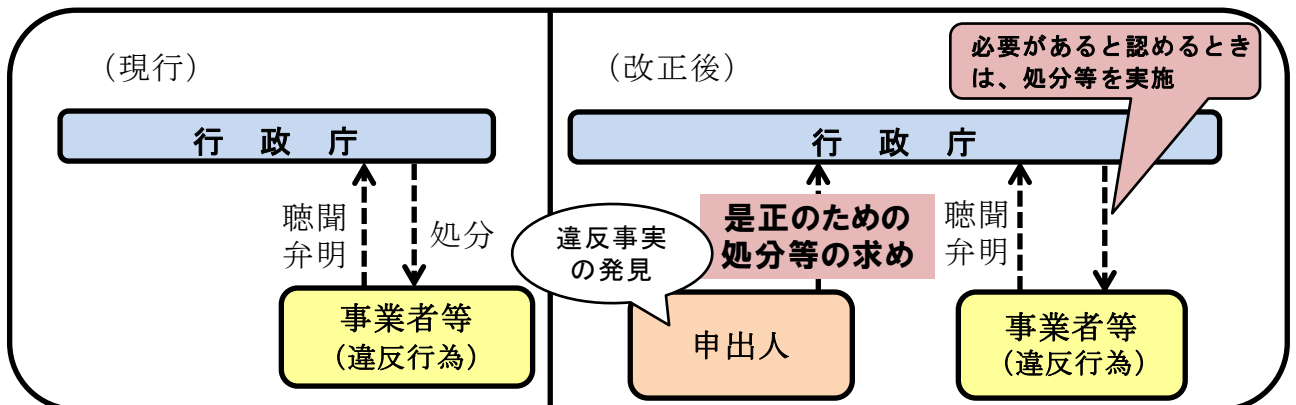 （現行）
行政庁
聴聞
弁明
処分
事業者等
（違反行為）
（改正後）
必要があると認めるとき
は、処分等を実施
行政庁
違反事実
の発見
是正のための
処分等の求め
聴聞
弁明
申出人
事業者等
（違反行為）